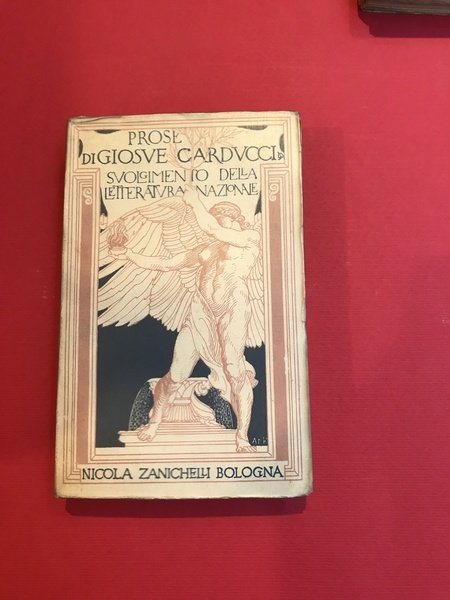 PROSE
DI GIOSUE CARDUCCI
SVOLGIMENTO DELLA
LETTERATURA NAZIONALE
NICOLA ZANICHELLI BOLOGNA